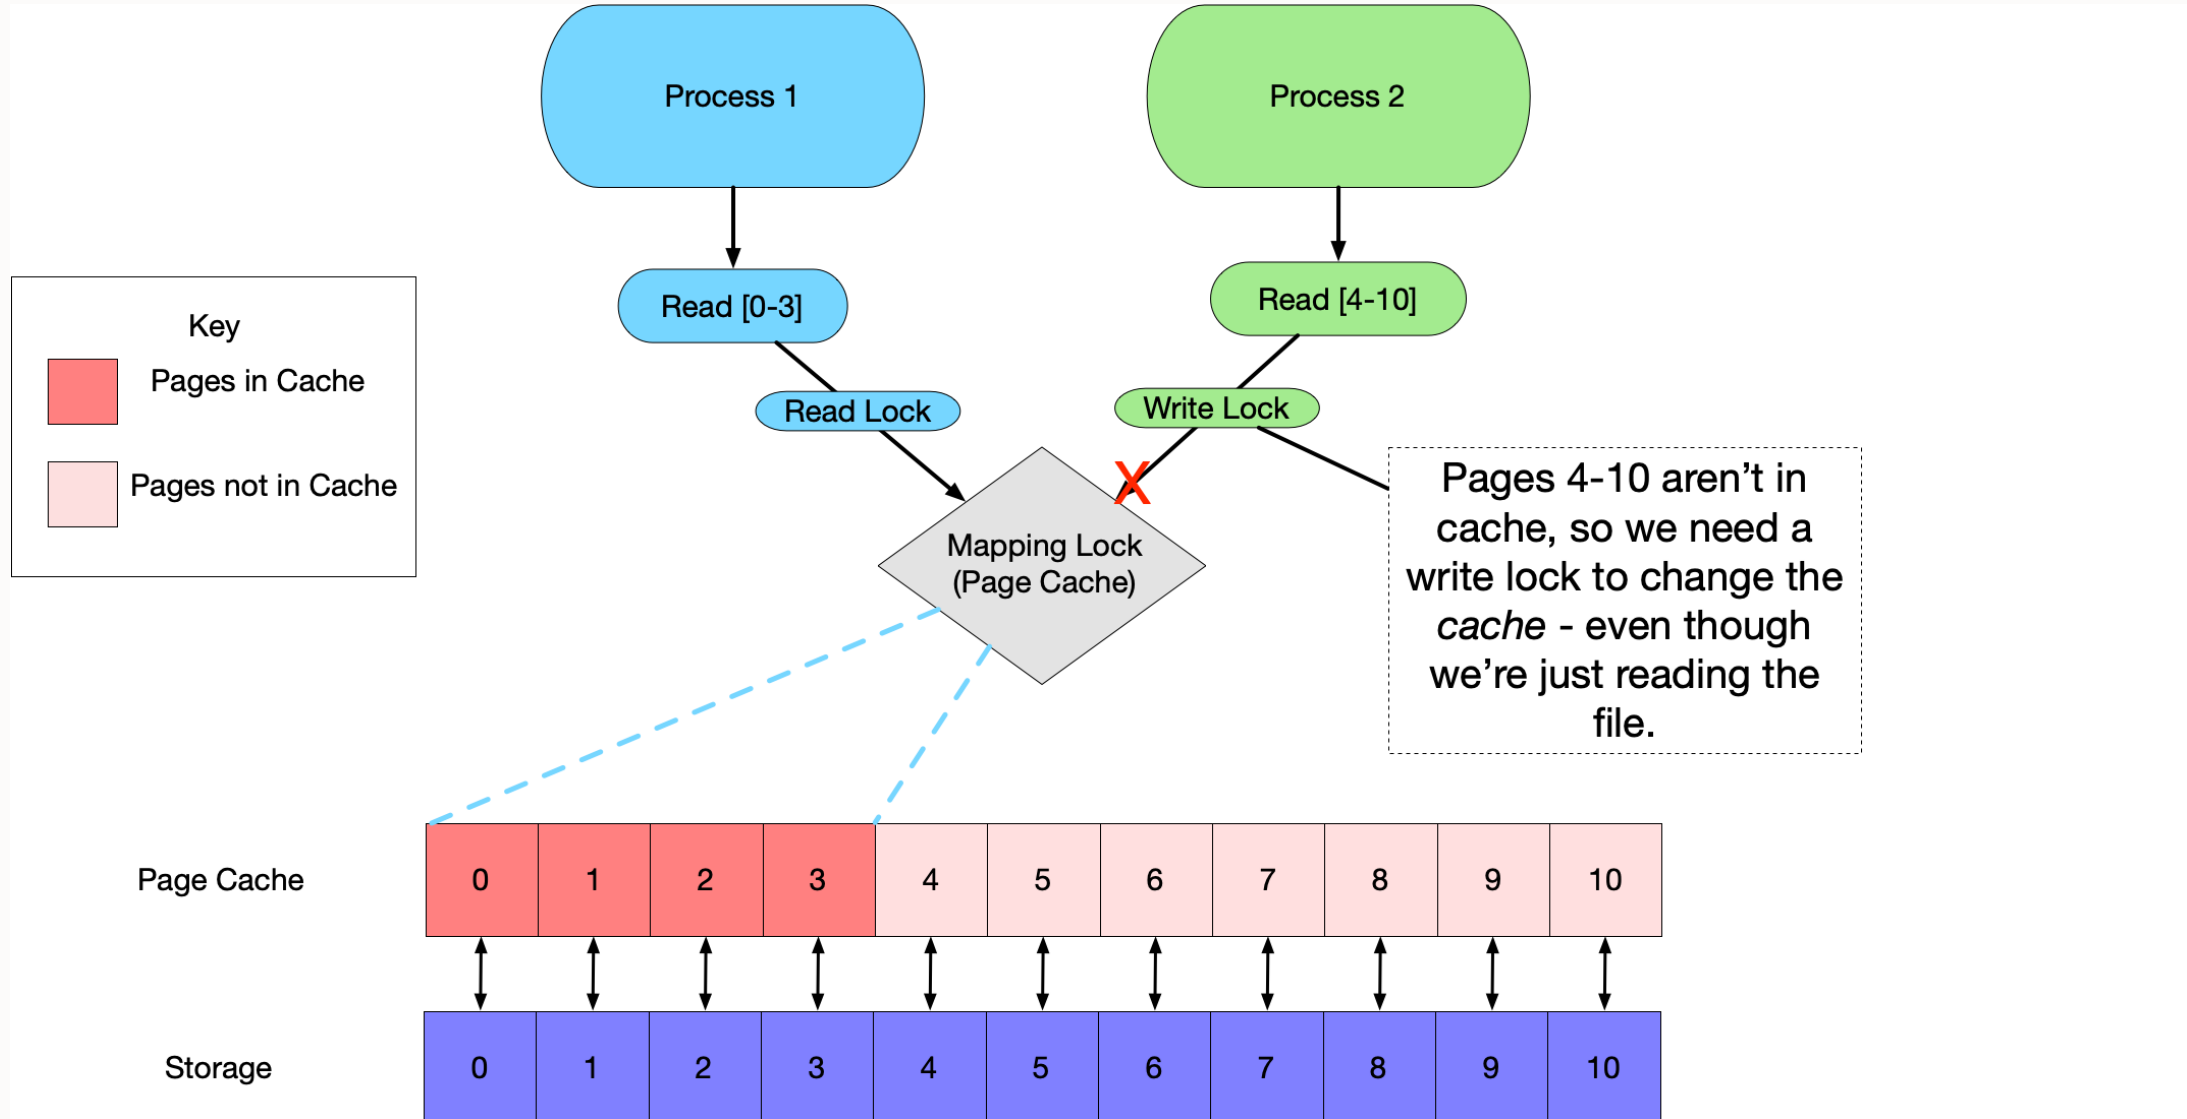 Process 1
Process 2
Read [0-3]
Read [4-10]
Key
Pages in Cache
Pages not in Cache
Read Lock
Write Lock
X
Mapping Lock
(Page Cache)
Pages 4-10 aren’t in
cache, so we need a
write lock to change the
cache - even though
we’re just reading the
file.
Page Cache
0 1 2 3 4 5 6 7 8 9 10
Storage
0 1 2 3 4 5 6 7 8 9 10